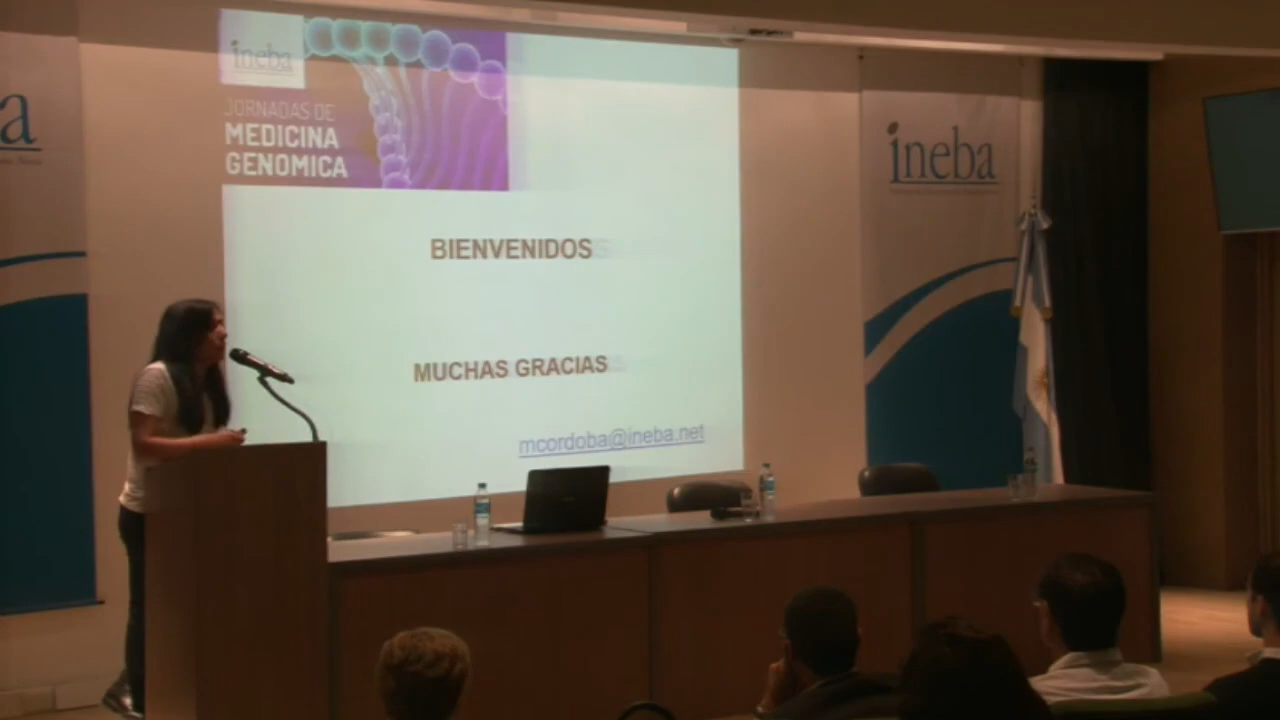 ineba
JORNADAS DE
MEDICINA
GENOMICA
BIENVENIDOS
MUCHAS GRACIAS
mcordoba@ineba.net
ineba
a